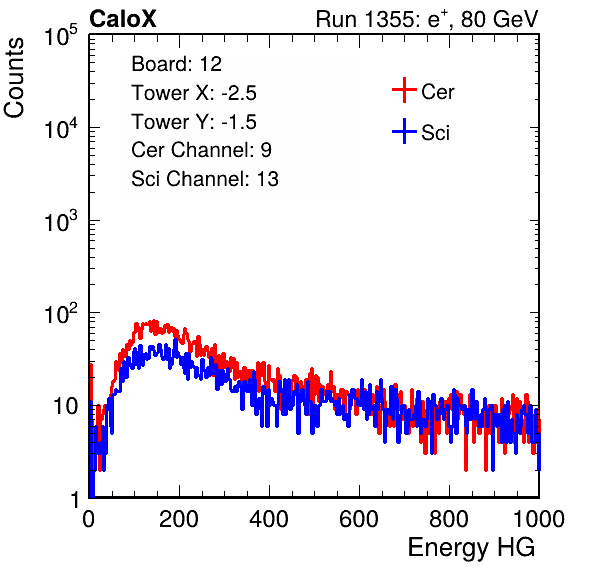 CaloX Run 1355: e⁺, 80 GeV
Counts
10⁵
10⁴
10³
10²
10
1
Board: 12
Tower X: -2.5
Tower Y: -1.5
Cer Channel: 9
Sci Channel: 13
Cer
Sci
0 200 400 600 800 1000
Energy HG